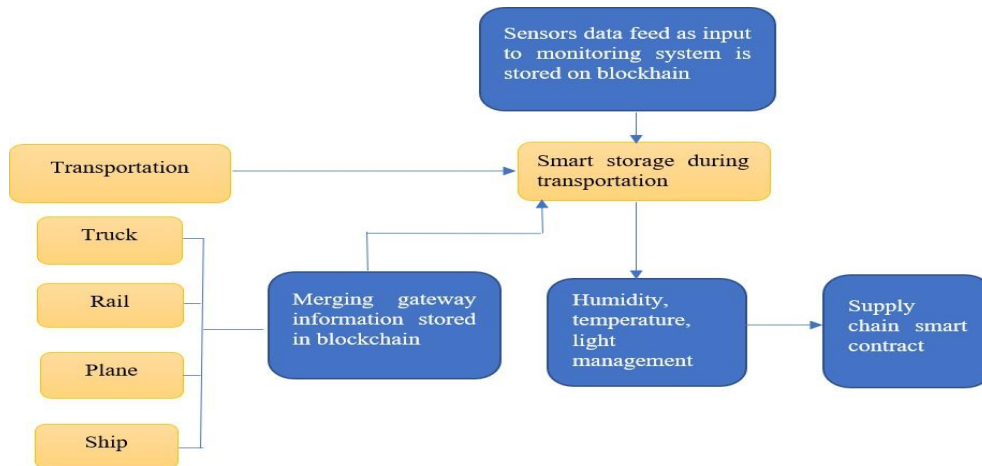 Sensors data feed as input
to monitoring system is
stored on blockhain
Transportation
Smart storage during
transportation
Truck
Rail
Plane
Ship
Merging gateway
information stored
in blockchain
Humidity,
temperature,
light
management
Supply
chain smart
contract